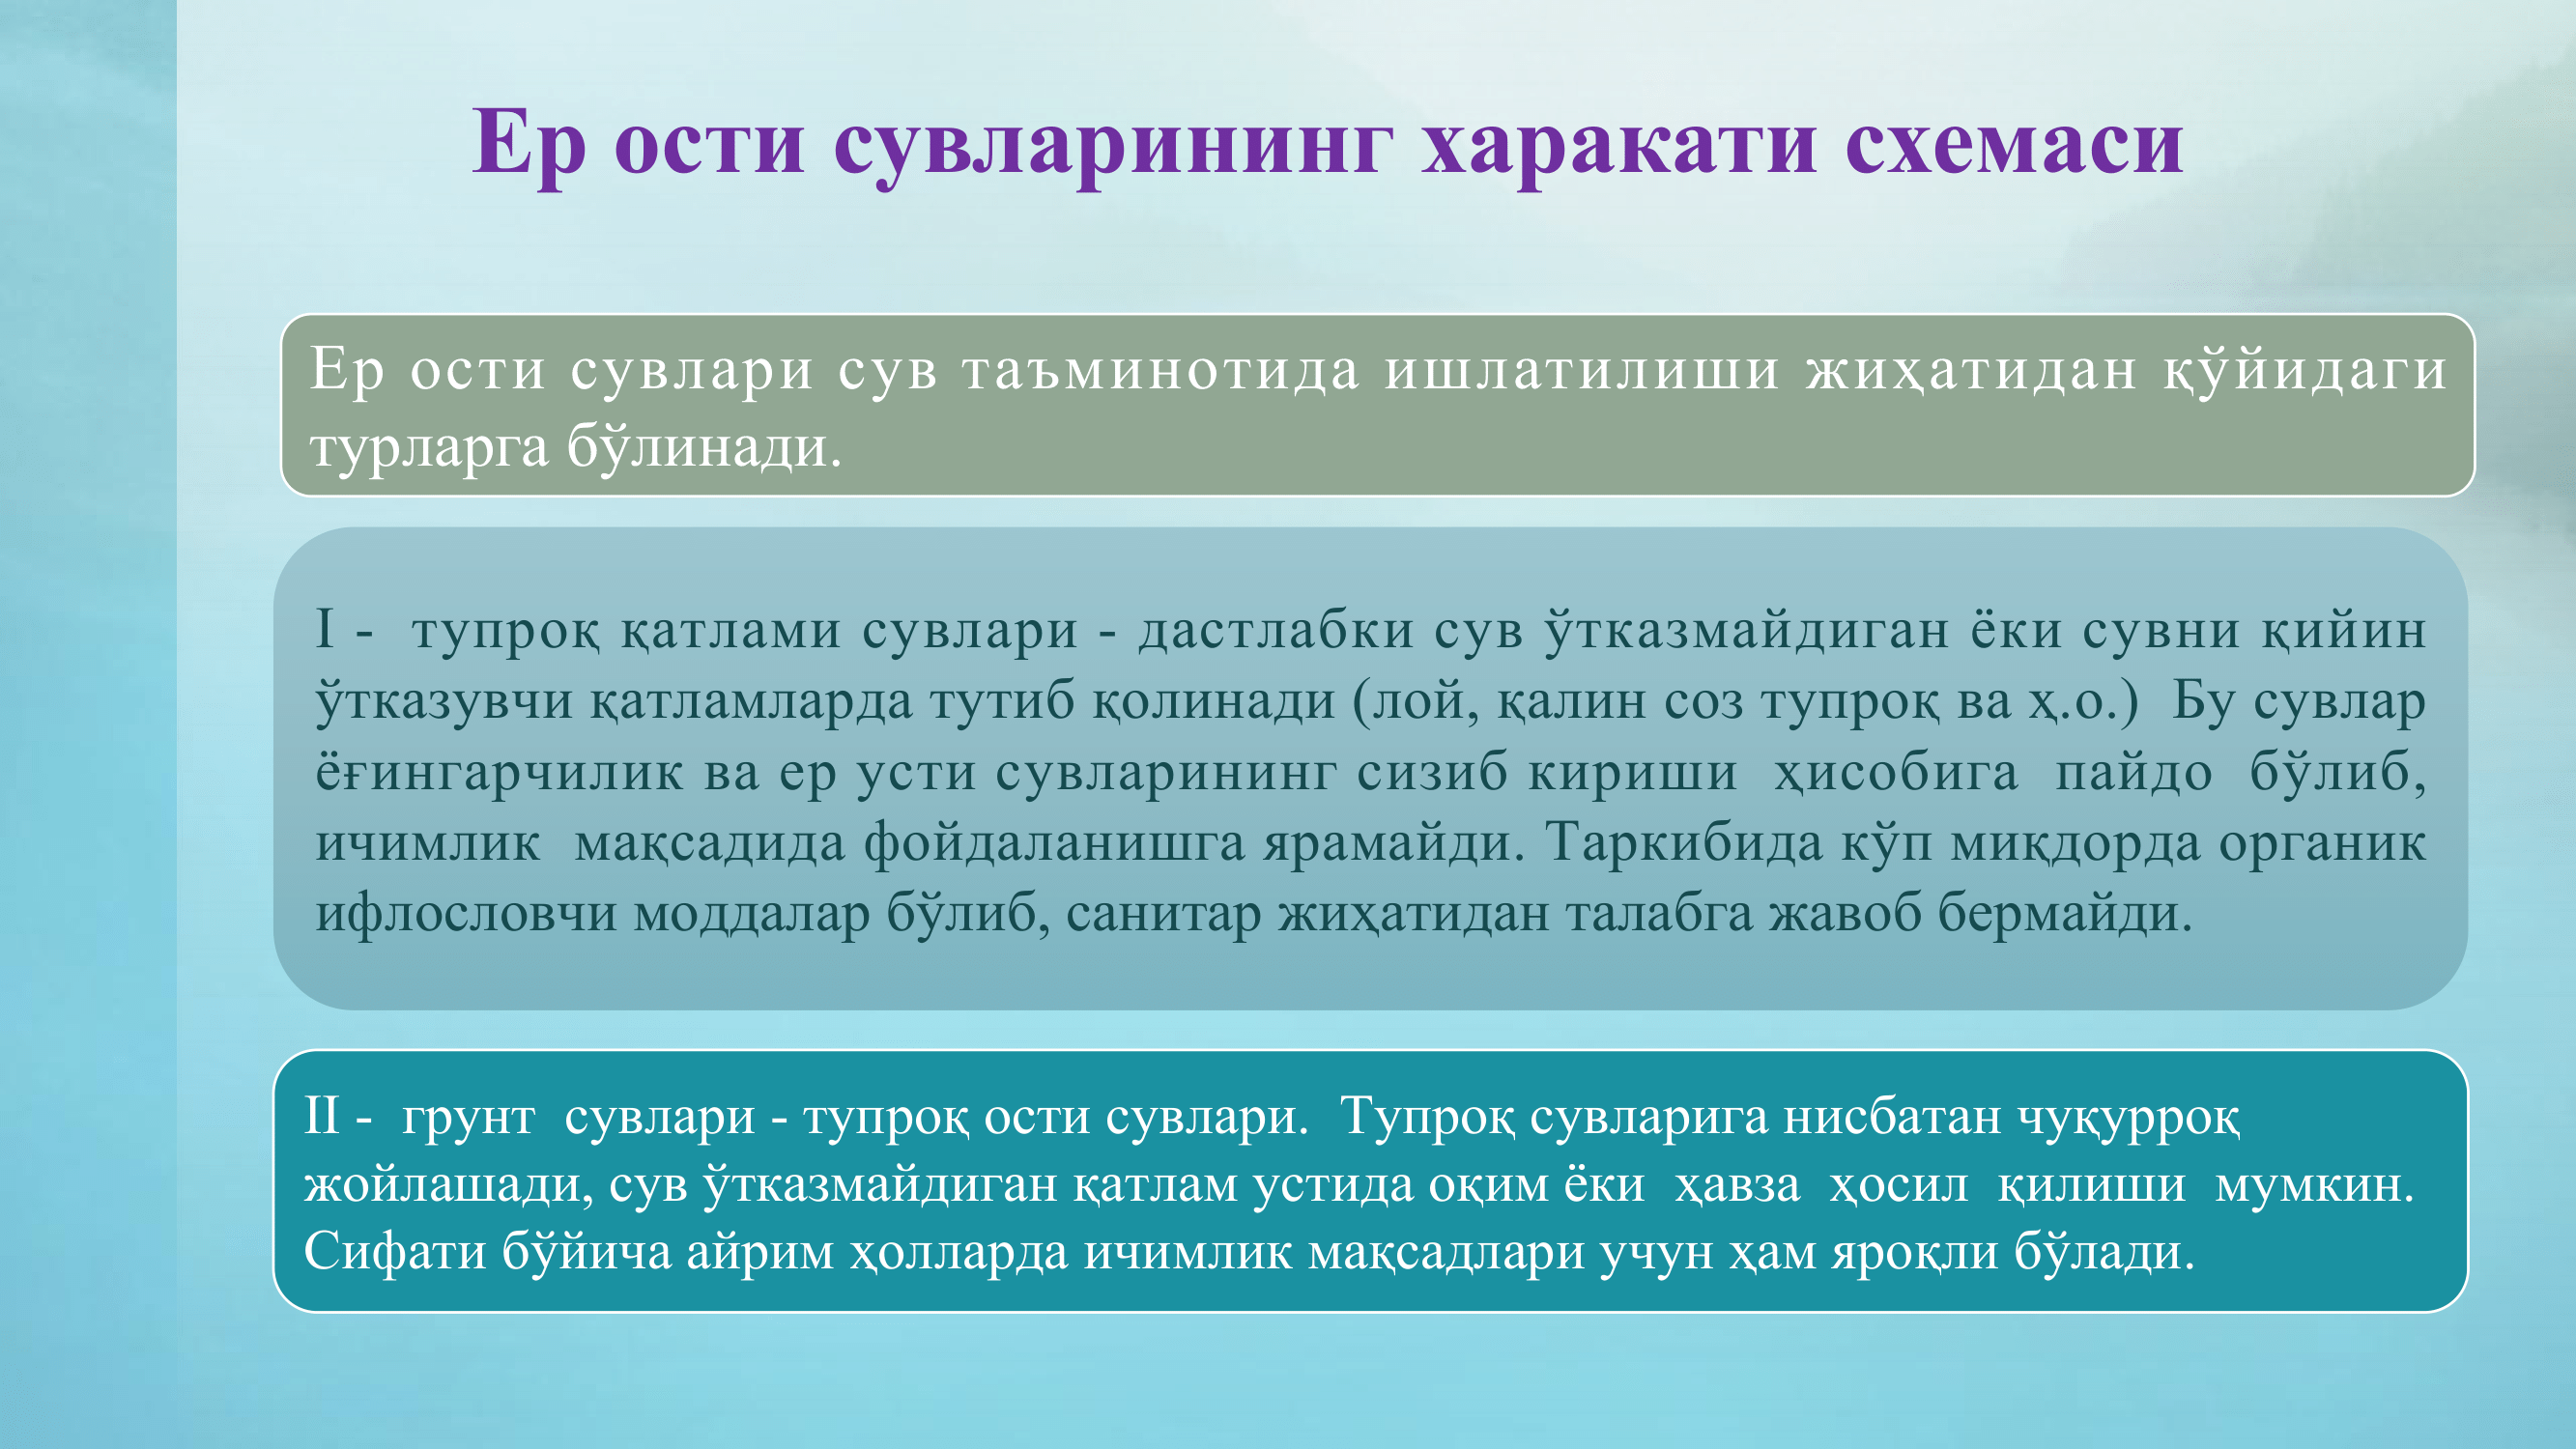 Ер ости сувларининг харакати схемаси
Ер ости сувлари сув таъминотида ишлатилиши жиҳатидан қўйидаги
турларга бўлинади.
I - тупроқ қатлами сувлари - дастлабки сув ўтказмайдиган ёки сувни қийин
ўтказувчи қатламларда тутиб қолинади (лой, қалин соз тупроқ ва ҳ.о.) Бу сувлар
ёғингарчилик ва ер усти сувларининг сизиб кириши ҳисобига пайдо бўлиб,
ичимлик мақсадида фойдаланишга ярамайди. Таркибида кўп миқдорда органик
ифлословчи моддалар бўлиб, санитар жиҳатидан талабга жавоб бермайди.
II - грунт сувлари - тупроқ ости сувлари. Тупроқ сувларига нисбатан чуқурроқ
жойлашади, сув ўтказмайдиган қатлам устида оқим ёки ҳавза ҳосил қилиши мумкин.
Сифати бўйича айрим ҳолларда ичимлик мақсадлари учун ҳам яроқли бўлади.